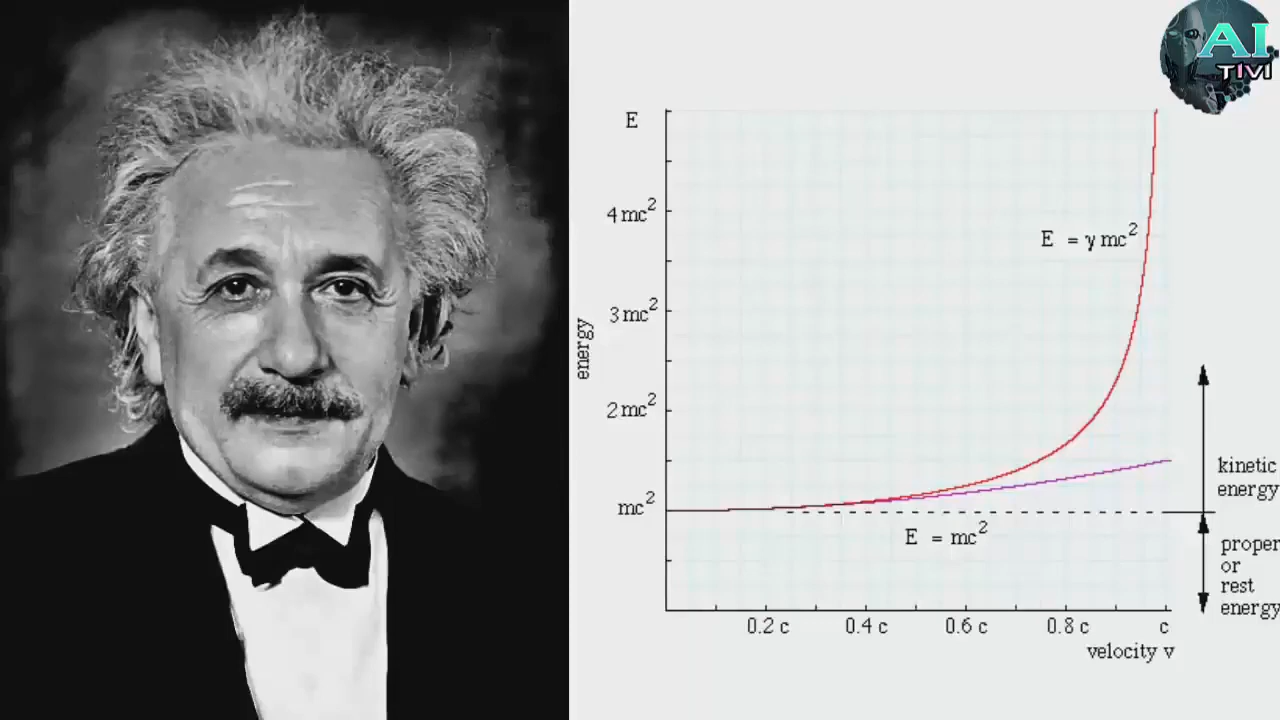 AI
TIVI
E
4 mc²
E = γ mc²
3 mc²
energy
2 mc²
kinetic
energy
mc²
E = mc²
proper
or
rest
energy
0.2 c 0.4 c 0.6 c 0.8 c c
velocity v